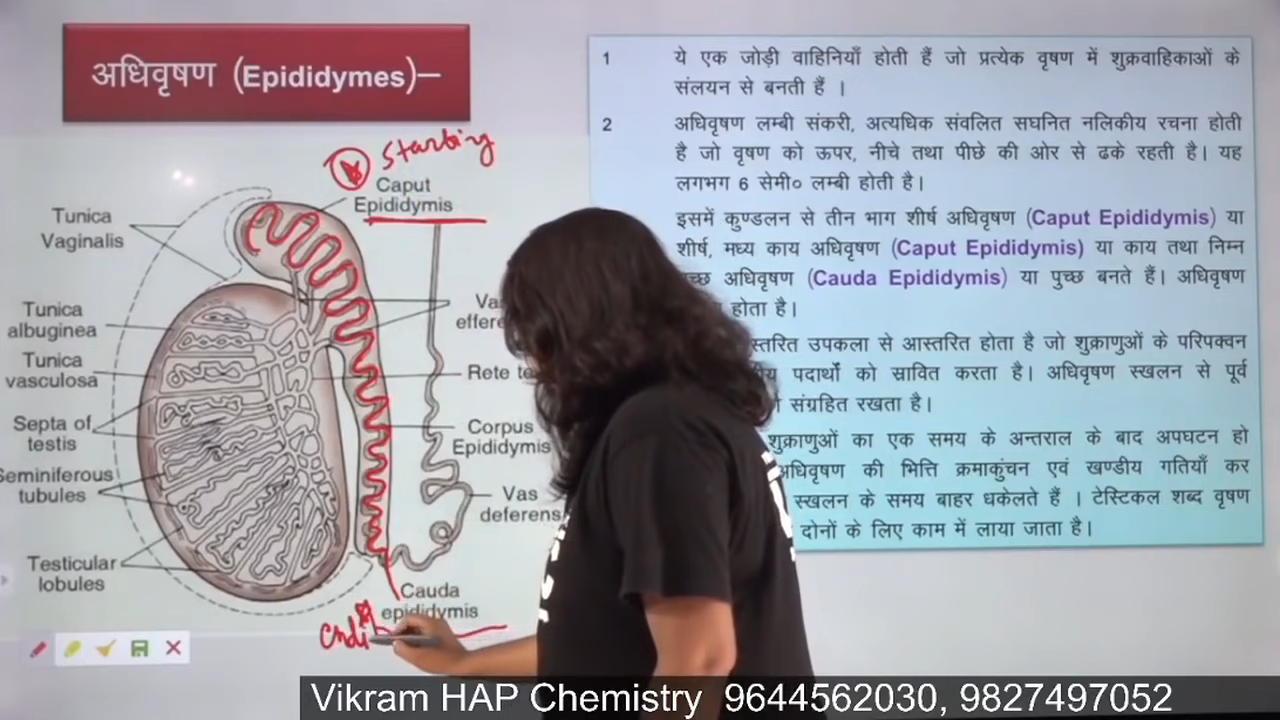 अधिवृषण (Epididymes)–
Starting
Caput
Epididymis
Tunica
Vaginalis
Tunica
albuginea
Tunica
vasculosa
Septa of
testis
Seminiferous
tubules
Testicular
lobules
Rete
Corpus
Epididymis
Vas
deferens
Cauda
epididymis
1 ये एक जोड़ी वाहिनियाँ होती हैं जो प्रत्येक वृषण में शुक्रवाहिकाओं के
संलयन से बनती हैं ।
2 अधिवृषण लम्बी संकरी, अत्यधिक संवलित सघनित नलिकीय रचना होती
है जो वृषण को ऊपर, नीचे तथा पीछे की ओर से ढके रहती है। यह
लगभग 6 सेमी० लम्बी होती है।
इसमें कुण्डलन से तीन भाग शीर्ष अधिवृषण (Caput Epididymis) या
शीर्ष, मध्य काय अधिवृषण (Caput Epididymis) या काय तथा निम्न
अधिवृषण (Cauda Epididymis) या पुच्छ बनते हैं। अधिवृषण
होता है।
उपकला से आस्तरित होता है जो शुक्राणुओं के परिपक्वन
पदार्थों को स्रावित करता है। अधिवृषण स्खलन से पूर्व
संग्रहित रखता है।
शुक्राणुओं का एक समय के अन्तराल के बाद अपघटन हो
अधिवृषण की भित्ति क्रमाकुंचन एवं खण्डीय गतियाँ कर
स्खलन के समय बाहर धकेलते हैं । टेस्टिकल शब्द वृषण
दोनों के लिए काम में लाया जाता है।
Vikram HAP Chemistry 9644562030, 9827497052